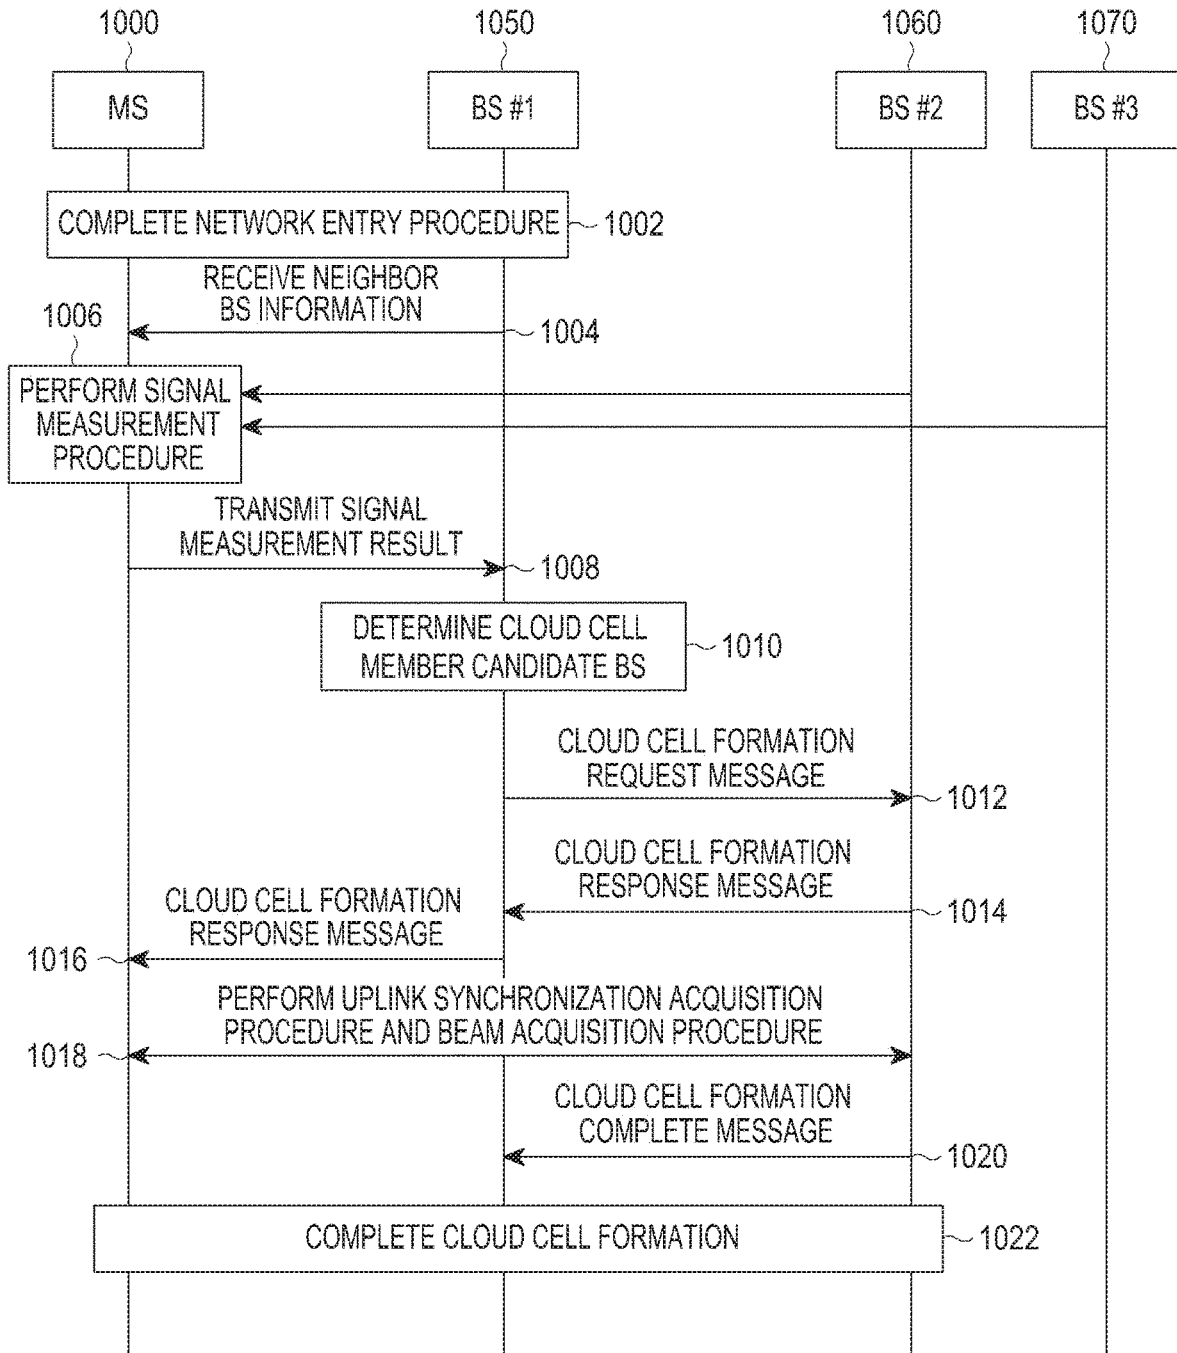 1000
1050
1060
1070
MS
BS #1
BS #2
BS #3
COMPLETE NETWORK ENTRY PROCEDURE
1002
RECEIVE NEIGHBOR
BS INFORMATION
1004
1006
PERFORM SIGNAL
MEASUREMENT
PROCEDURE
TRANSMIT SIGNAL
MEASUREMENT RESULT
1008
DETERMINE CLOUD CELL
MEMBER CANDIDATE BS
1010
CLOUD CELL FORMATION
REQUEST MESSAGE
1012
CLOUD CELL FORMATION
RESPONSE MESSAGE
1014
CLOUD CELL FORMATION
RESPONSE MESSAGE
1016
PERFORM UPLINK SYNCHRONIZATION ACQUISITION
PROCEDURE AND BEAM ACQUISITION PROCEDURE
1018
CLOUD CELL FORMATION
COMPLETE MESSAGE
1020
COMPLETE CLOUD CELL FORMATION
1022